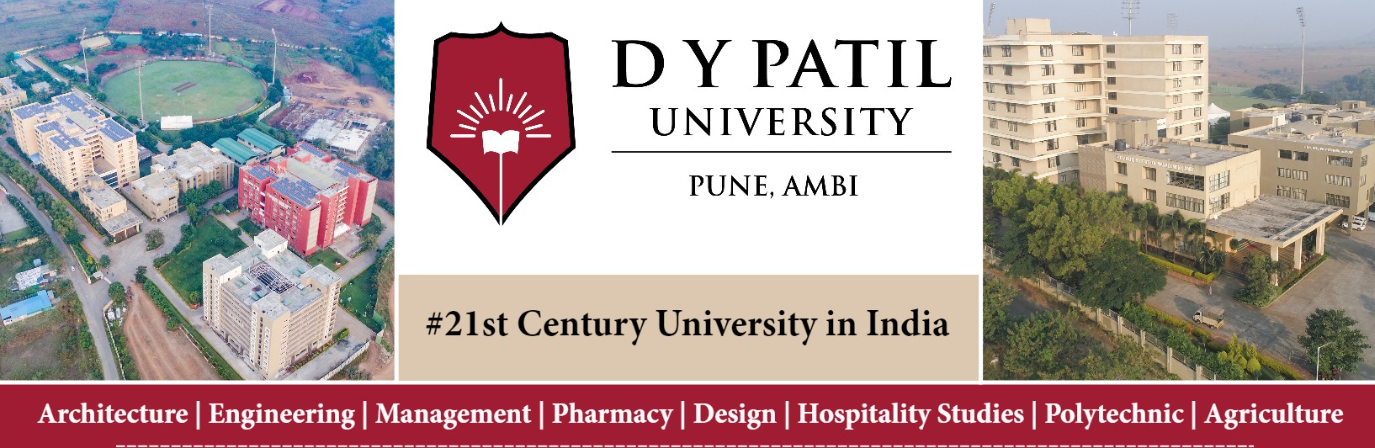 D Y PATIL
UNIVERSITY
PUNE, AMBI
#21st Century University in India
Architecture | Engineering | Management | Pharmacy | Design | Hospitality Studies | Polytechnic | Agriculture